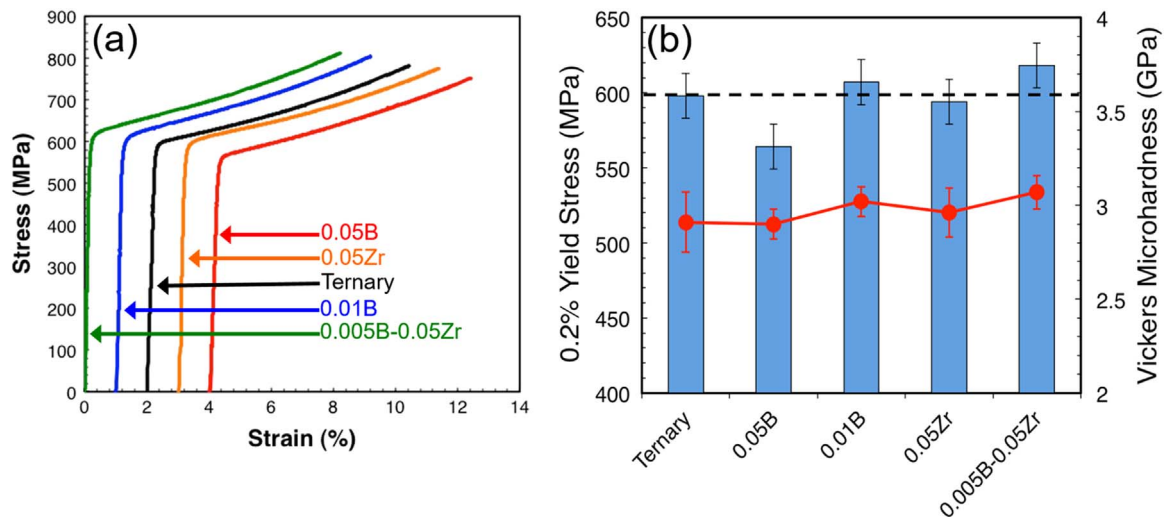 (a)
Stress (MPa)
900
800
700
600
500
400
300
200
100
0
0.05B
0.05Zr
Ternary
0.01B
0.005B-0.05Zr
0 2 4 6 8 10 12 14
Strain (%)
(b)
0.2% Yield Stress (MPa)
650
600
550
500
450
400
Vickers Microhardness (GPa)
4
3.5
3
2.5
2
Ternary
0.05B
0.01B
0.05Zr
0.005B-0.05Zr